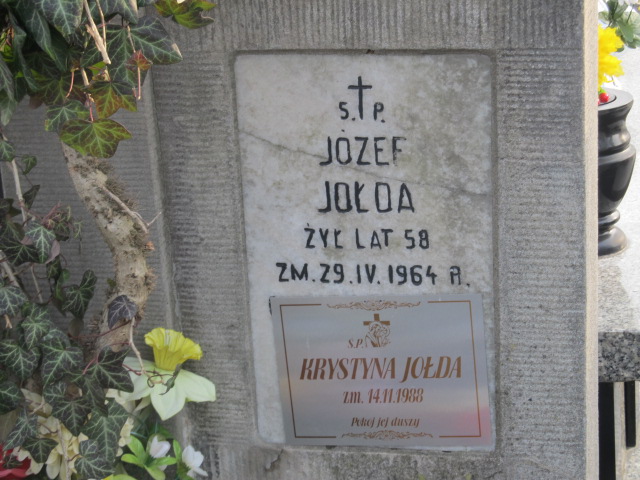 Ś. P.
JÓZEF
JOŁDA
ŻYŁ LAT 58
ZM. 29. IV. 1964 R.
Ś.P.
KRYSTYNA JOŁDA
zm. 14.11.1988
Pokój jej duszy